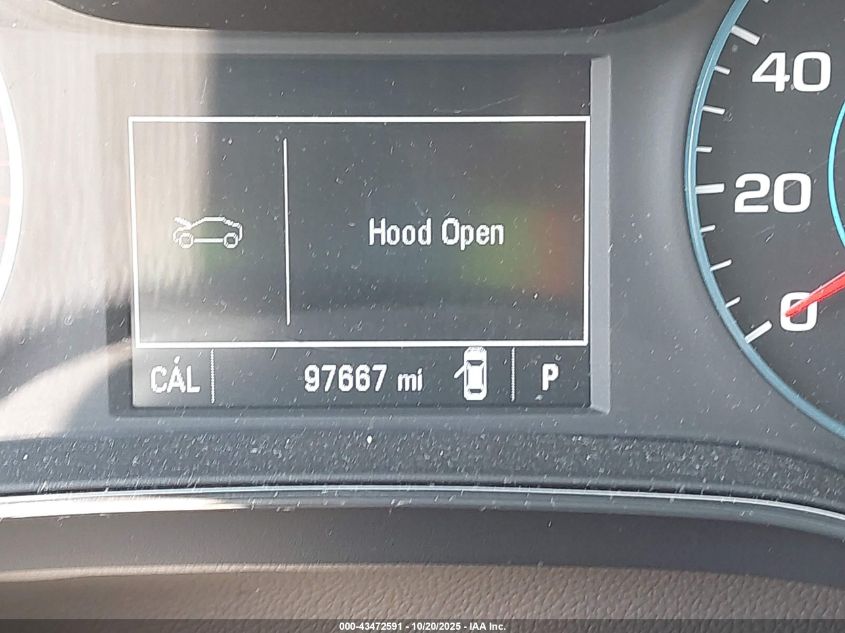 40
20
0
Hood Open
CÁL 97667 mi P
000-43472591 - 10/20/2025 - IAA Inc.